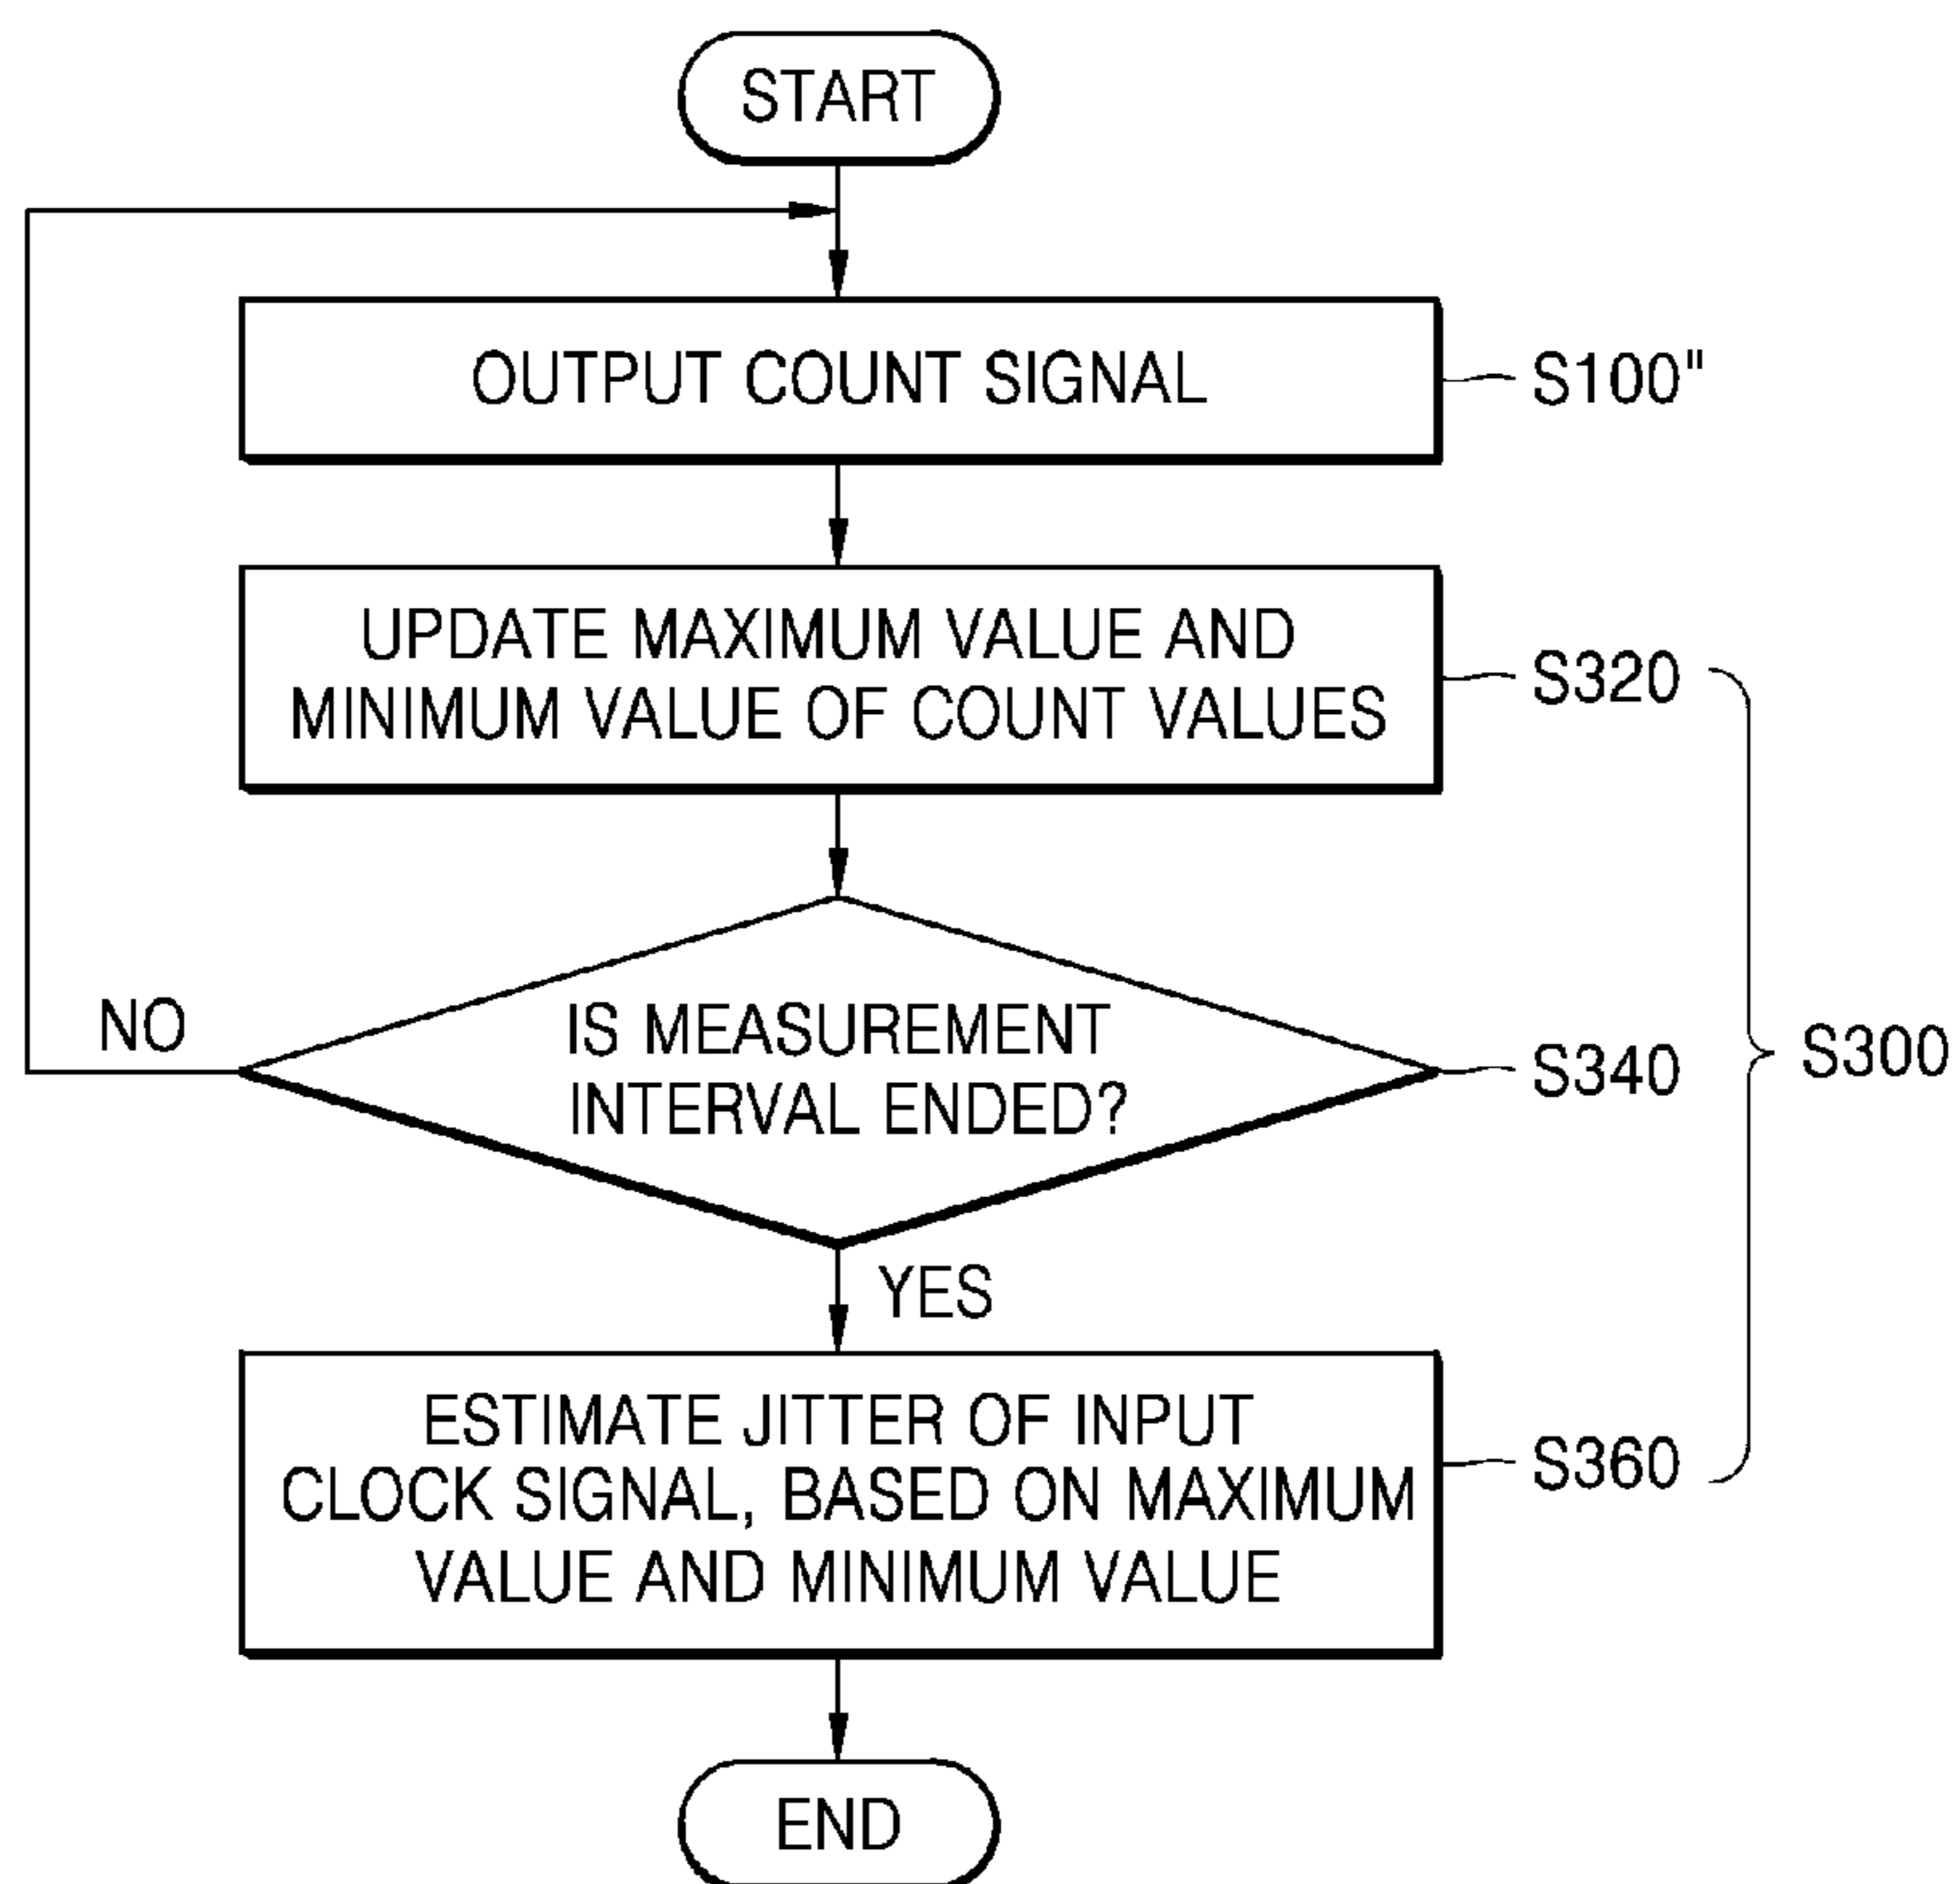 START
OUTPUT COUNT SIGNAL
S100"
UPDATE MAXIMUM VALUE AND
MINIMUM VALUE OF COUNT VALUES
S320
IS MEASUREMENT
INTERVAL ENDED?
S340
S300
NO
YES
ESTIMATE JITTER OF INPUT
CLOCK SIGNAL, BASED ON MAXIMUM
VALUE AND MINIMUM VALUE
S360
END